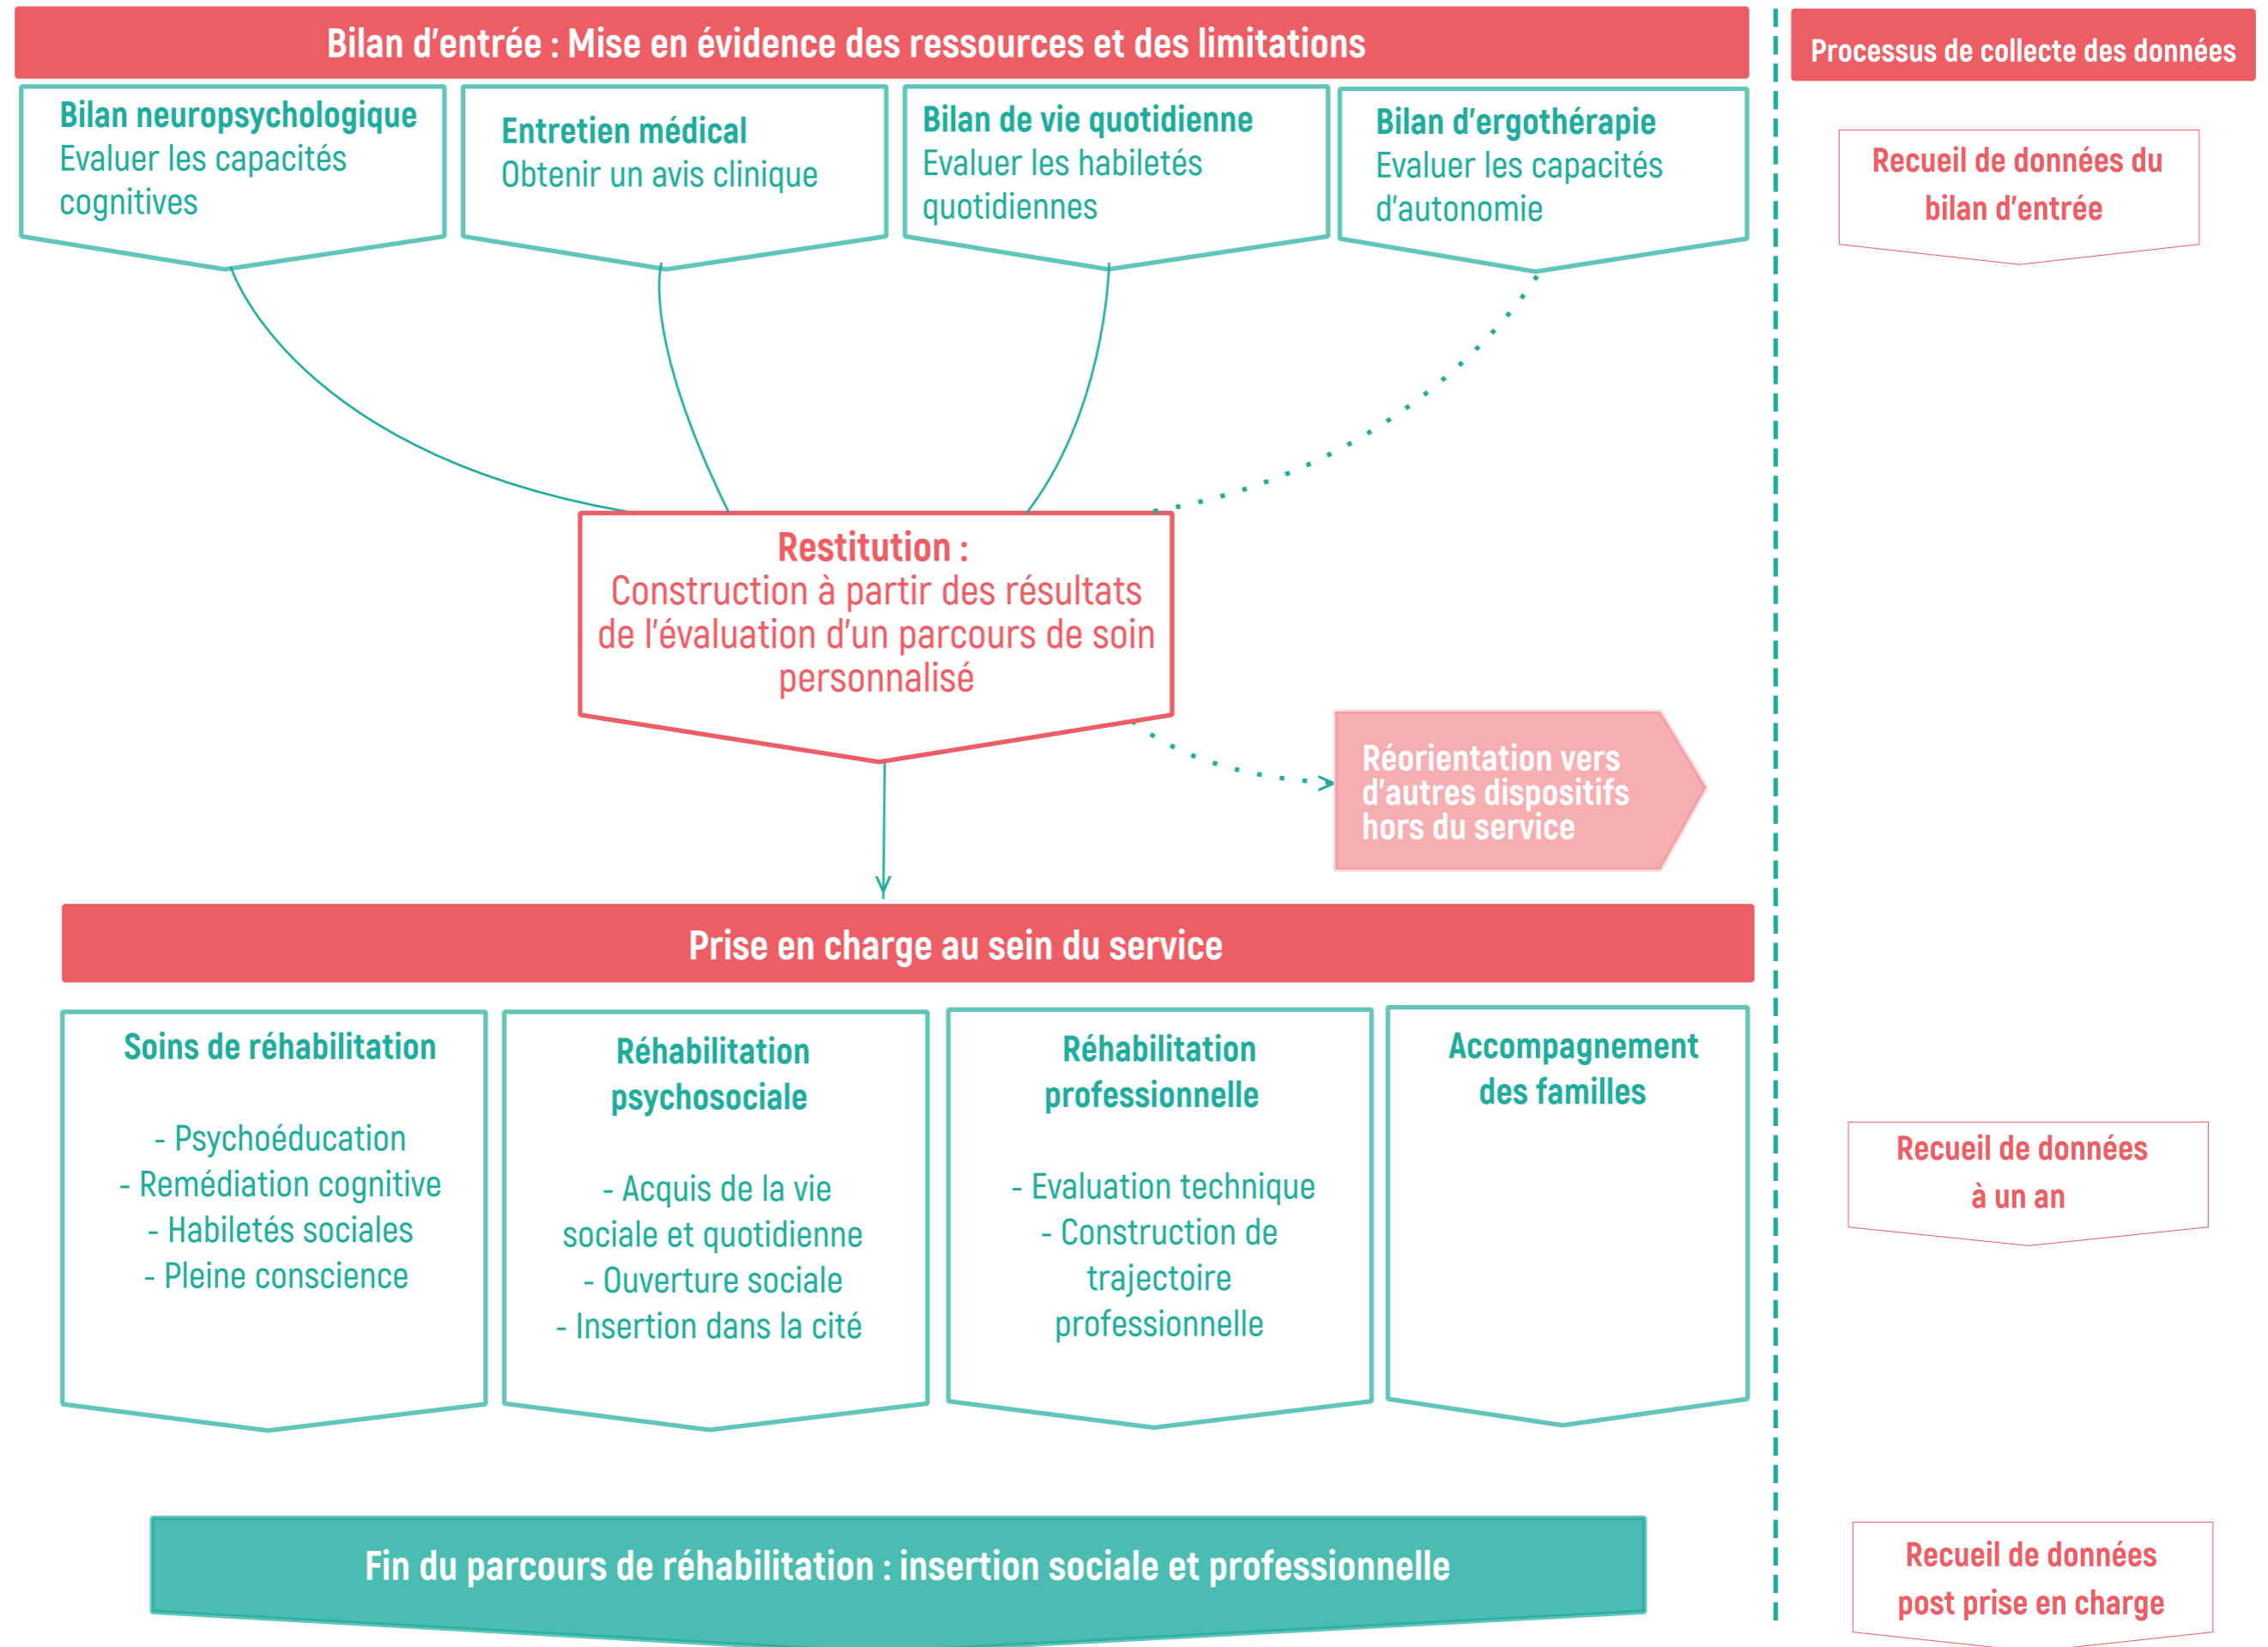 Bilan d'entrée : Mise en évidence des ressources et des limitations
Processus de collecte des données
Bilan neuropsychologique
Evaluer les capacités
cognitives
Entretien médical
Obtenir un avis clinique
Bilan de vie quotidienne
Evaluer les habiletés
quotidiennes
Bilan d'ergothérapie
Evaluer les capacités
d'autonomie
Recueil de données du
bilan d'entrée
Restitution :
Construction à partir des résultats
de l'évaluation d'un parcours de soin
personnalisé
Réorientation vers
d'autres dispositifs
hors du service
Prise en charge au sein du service
Soins de réhabilitation
- Psychoéducation
- Remédiation cognitive
- Habiletés sociales
- Pleine conscience
Réhabilitation
psychosociale
- Acquis de la vie
sociale et quotidienne
- Ouverture sociale
- Insertion dans la cité
Réhabilitation
professionnelle
- Evaluation technique
- Construction de
trajectoire
professionnelle
Accompagnement
des familles
Recueil de données
à un an
Fin du parcours de réhabilitation : insertion sociale et professionnelle
Recueil de données
post prise en charge